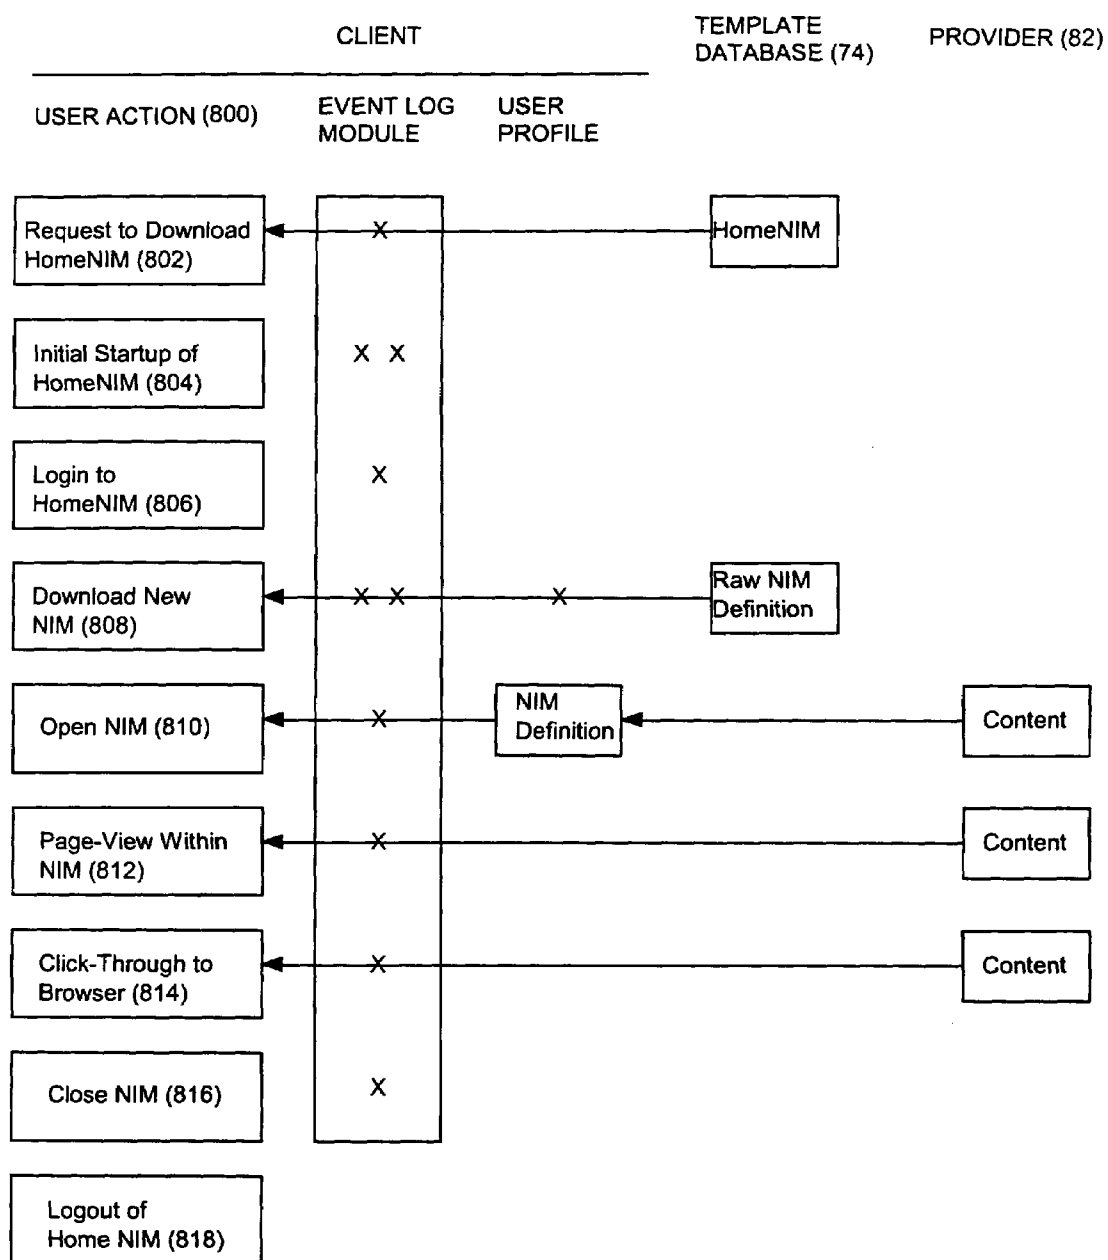 CLIENT
TEMPLATE
DATABASE (74)
PROVIDER (82)
USER ACTION (800)
EVENT LOG
MODULE
USER
PROFILE
Request to Download
HomeNIM (802)
X
HomeNIM
Initial Startup of
HomeNIM (804)
X X
Login to
HomeNIM (806)
X
Download New
NIM (808)
X X
X
Raw NIM
Definition
Open NIM (810)
X
NIM
Definition
Content
Page-View Within
NIM (812)
X
Content
Click-Through to
Browser (814)
X
Content
Close NIM (816)
X
Logout of
Home NIM (818)